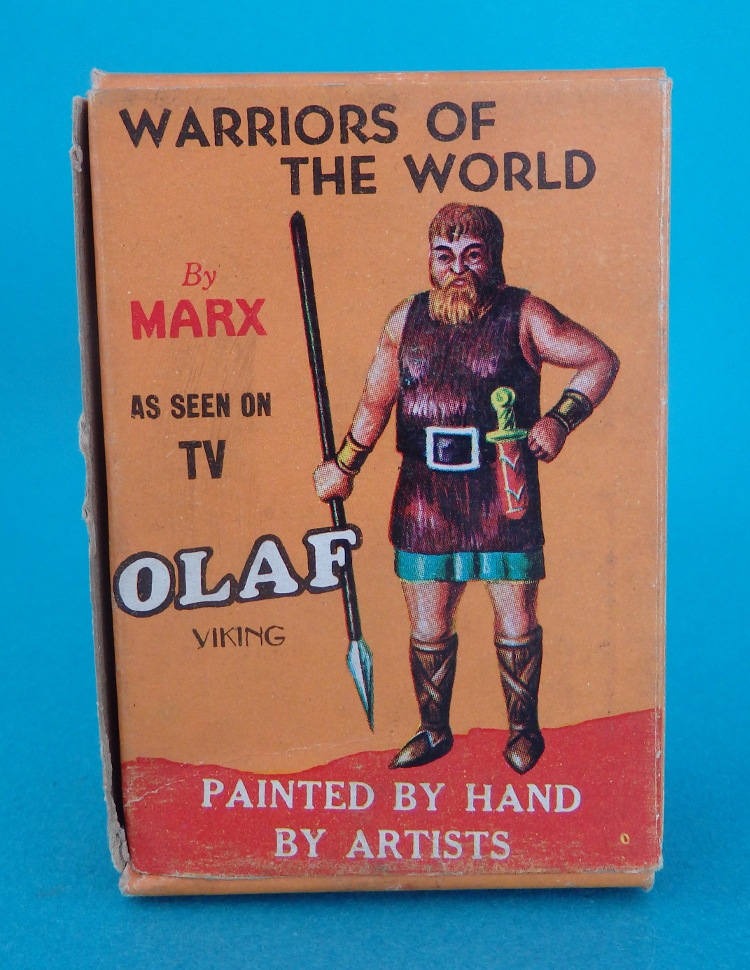 WARRIORS OF
THE WORLD
By
MARX
AS SEEN ON
TV
OLAF
VIKING
PAINTED BY HAND
BY ARTISTS